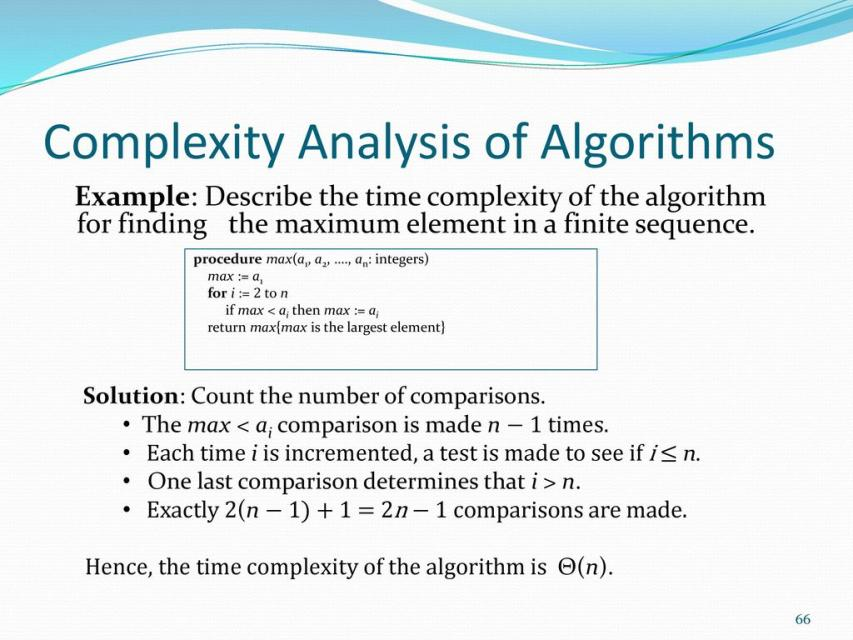 Complexity Analysis of Algorithms
Example: Describe the time complexity of the algorithm
for finding the maximum element in a finite sequence.
procedure max(a₁, a₂, …., aₙ: integers)
max := a₁
for i := 2 to n
if max < aᵢ then max := aᵢ
return max{max is the largest element}
Solution: Count the number of comparisons.
• The max < aᵢ comparison is made n − 1 times.
• Each time i is incremented, a test is made to see if i ≤ n.
• One last comparison determines that i > n.
• Exactly 2(n − 1) + 1 = 2n − 1 comparisons are made.
Hence, the time complexity of the algorithm is Θ(n).
66